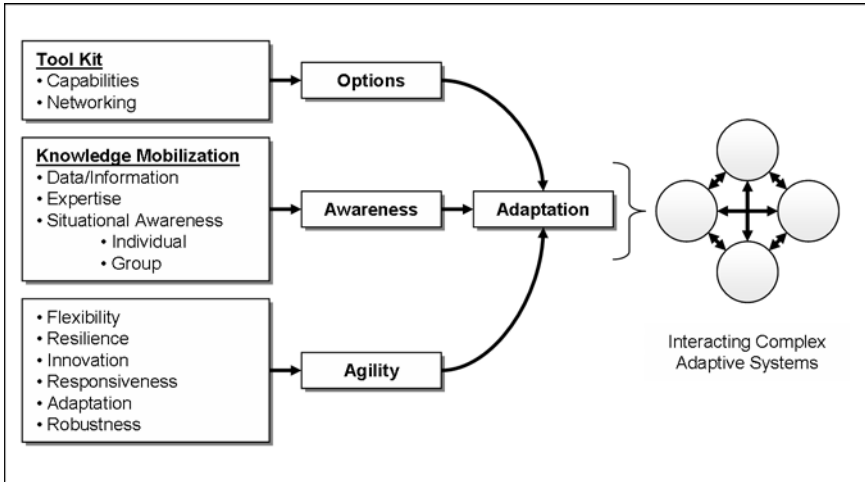 Tool Kit
• Capabilities
• Networking
Options
Knowledge Mobilization
• Data/Information
• Expertise
• Situational Awareness
• Individual
• Group
Awareness
Adaptation
• Flexibility
• Resilience
• Innovation
• Responsiveness
• Adaptation
• Robustness
Agility
Interacting Complex
Adaptive Systems